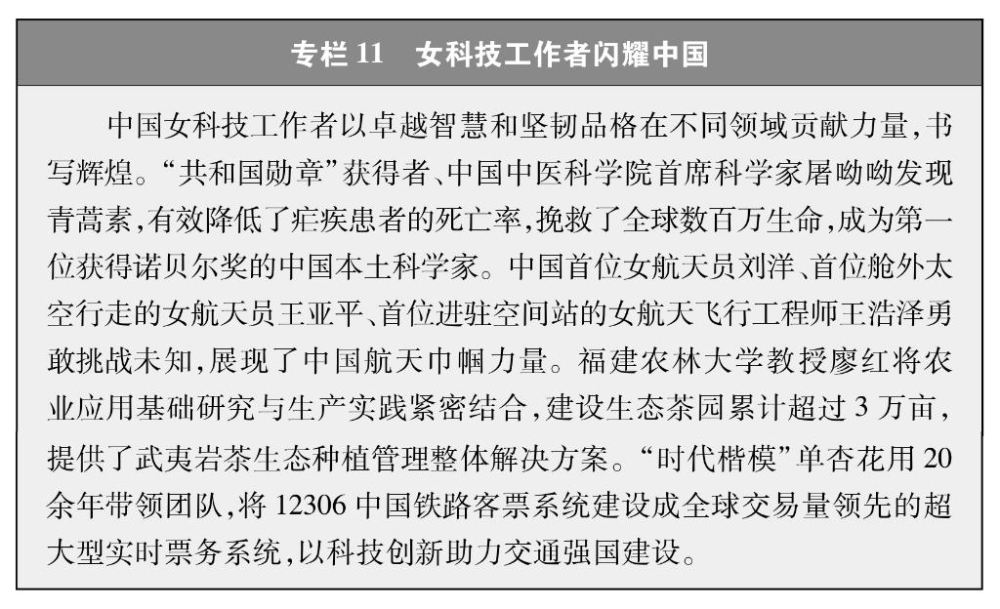 专栏 11 女科技工作者闪耀中国
中国女科技工作者以卓越智慧和坚韧品格在不同领域贡献力量，书
写辉煌。“共和国勋章”获得者、中国中医科学院首席科学家屠呦呦发现
青蒿素，有效降低了疟疾患者的死亡率，挽救了全球数百万生命，成为第一
位获得诺贝尔奖的中国本土科学家。中国首位女航天员刘洋、首位舱外太
空行走的女航天员王亚平、首位进驻空间站的女航天飞行工程师王浩泽勇
敢挑战未知，展现了中国航天巾帼力量。福建农林大学教授廖红将农
业应用基础研究与生产实践紧密结合，建设生态茶园累计超过 3 万亩，
提供了武夷岩茶生态种植管理整体解决方案。“时代楷模”单杏花用 20
余年带领团队，将 12306 中国铁路客票系统建设成全球交易量领先的超
大型实时票务系统，以科技创新助力交通强国建设。